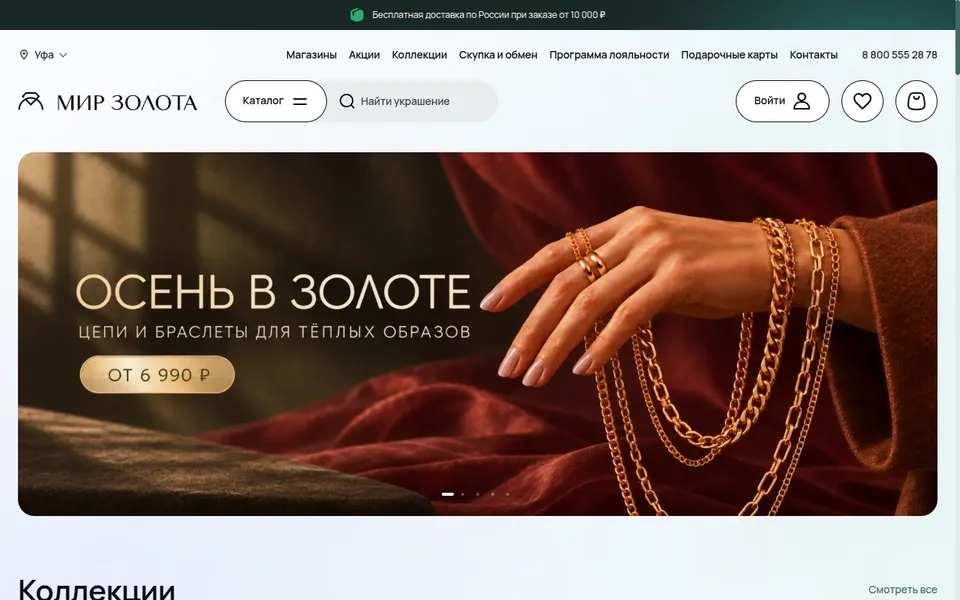 Бесплатная доставка по России при заказе от 10 000 ₽
Уфа
Магазины Акции Коллекции Скупка и обмен Программа лояльности Подарочные карты Контакты 8 800 555 28 78
МИР ЗОЛОТА
Каталог
Найти украшение
Войти
ОСЕНЬ В ЗОЛОТЕ
ЦЕПИ И БРАСЛЕТЫ ДЛЯ ТЁПЛЫХ ОБРАЗОВ
ОТ 6 990 ₽
Коллекции
Смотреть все